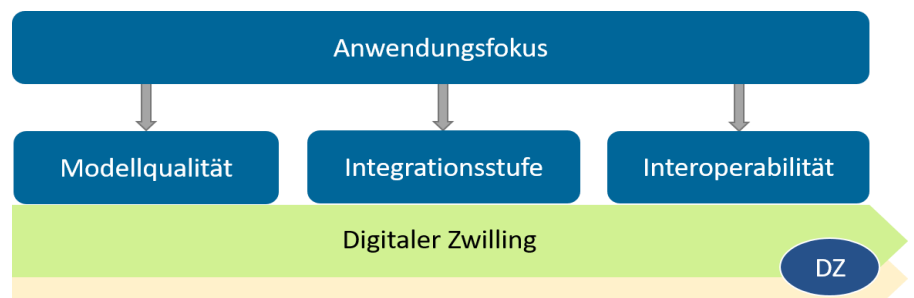 Anwendungsfokus
Modellqualität
Integrationsstufe
Interoperabilität
Digitaler Zwilling
DZ